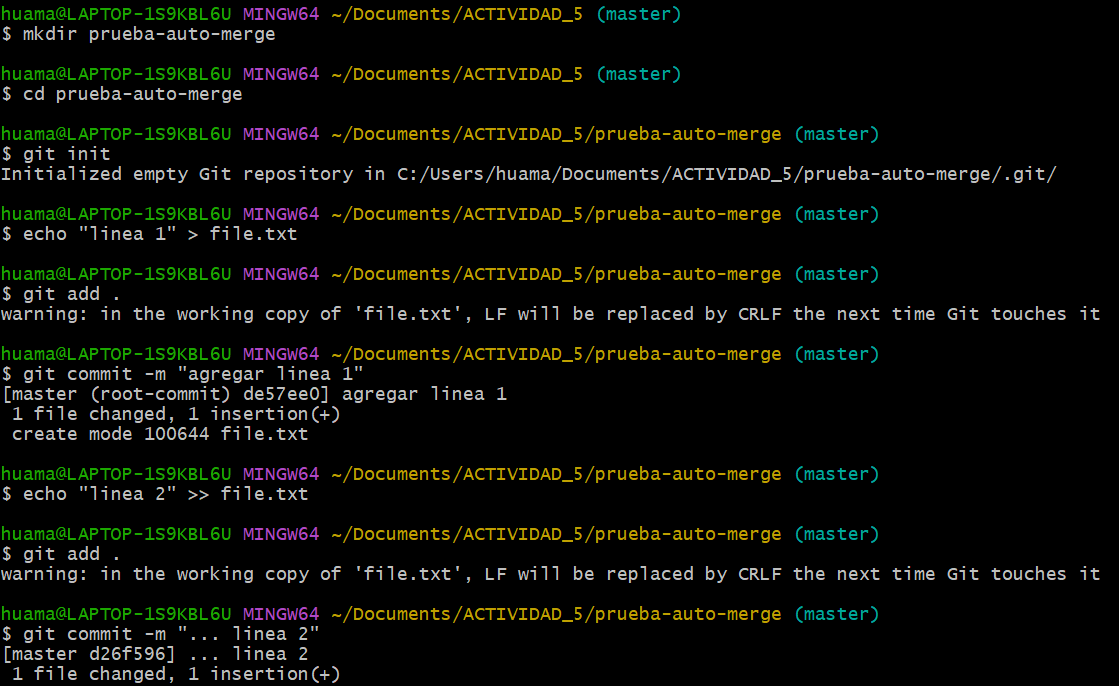 huama@LAPTOP-1S9KBL6U MINGW64 ~/Documents/ACTIVIDAD_5 (master)
$ mkdir prueba-auto-merge
huama@LAPTOP-1S9KBL6U MINGW64 ~/Documents/ACTIVIDAD_5 (master)
$ cd prueba-auto-merge
huama@LAPTOP-1S9KBL6U MINGW64 ~/Documents/ACTIVIDAD_5/prueba-auto-merge (master)
$ git init
Initialized empty Git repository in C:/Users/huama/Documents/ACTIVIDAD_5/prueba-auto-merge/.git/
huama@LAPTOP-1S9KBL6U MINGW64 ~/Documents/ACTIVIDAD_5/prueba-auto-merge (master)
$ echo "linea 1" > file.txt
huama@LAPTOP-1S9KBL6U MINGW64 ~/Documents/ACTIVIDAD_5/prueba-auto-merge (master)
$ git add .
warning: in the working copy of 'file.txt', LF will be replaced by CRLF the next time Git touches it
huama@LAPTOP-1S9KBL6U MINGW64 ~/Documents/ACTIVIDAD_5/prueba-auto-merge (master)
$ git commit -m "agregar linea 1"
[master (root-commit) de57ee0] agregar linea 1
 1 file changed, 1 insertion(+)
 create mode 100644 file.txt
huama@LAPTOP-1S9KBL6U MINGW64 ~/Documents/ACTIVIDAD_5/prueba-auto-merge (master)
$ echo "linea 2" >> file.txt
huama@LAPTOP-1S9KBL6U MINGW64 ~/Documents/ACTIVIDAD_5/prueba-auto-merge (master)
$ git add .
warning: in the working copy of 'file.txt', LF will be replaced by CRLF the next time Git touches it
huama@LAPTOP-1S9KBL6U MINGW64 ~/Documents/ACTIVIDAD_5/prueba-auto-merge (master)
$ git commit -m "... linea 2"
[master d26f596] ... linea 2
 1 file changed, 1 insertion(+)